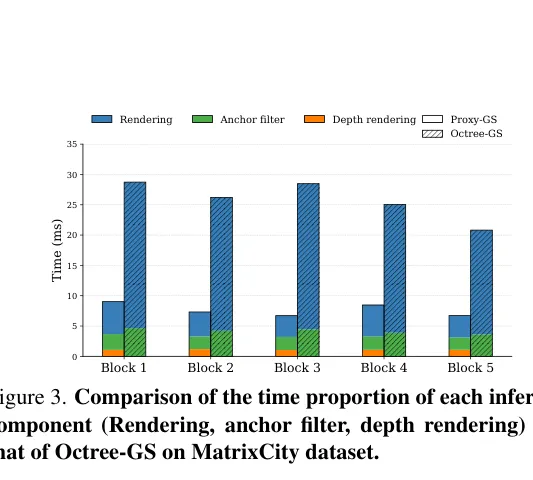 Rendering Anchor filter Depth rendering Proxy-GS
Octree-GS
35
30
25
20
15
10
5
0
Time (ms)
Block 1 Block 2 Block 3 Block 4 Block 5
igure 3. Comparison of the time proportion of each infer
omponent (Rendering, anchor filter, depth rendering)
hat of Octree-GS on MatrixCity dataset.